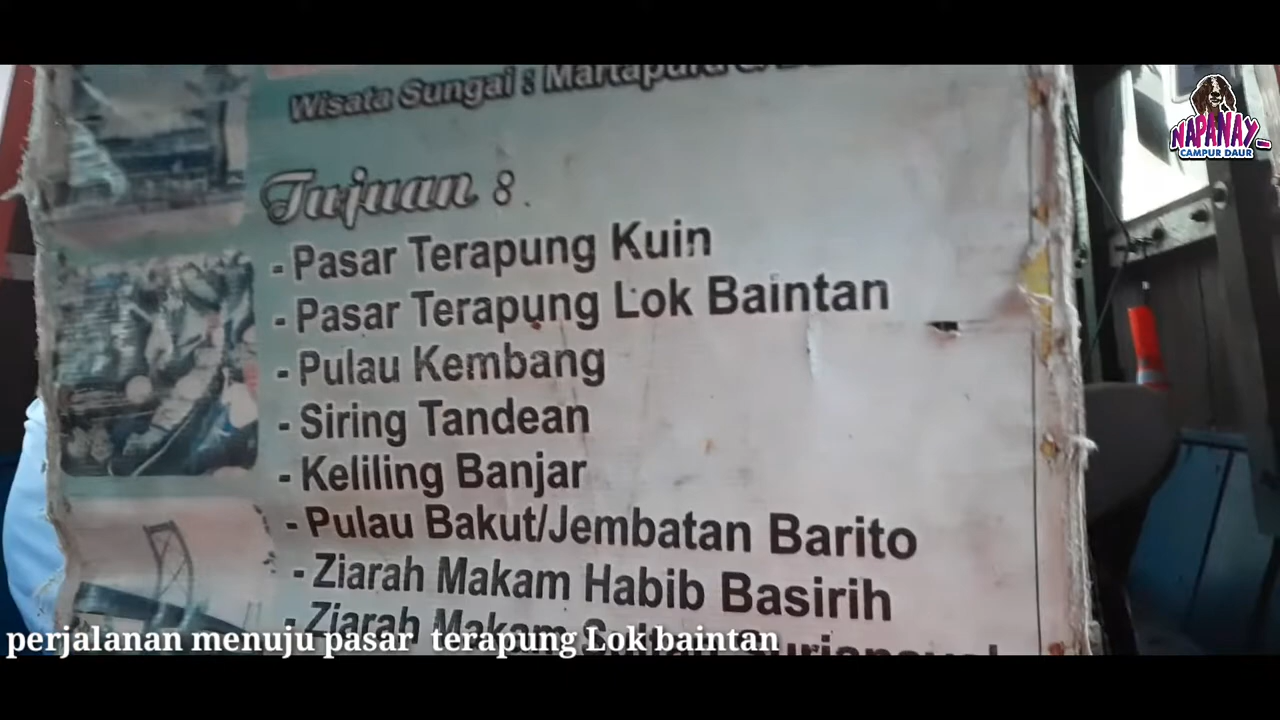 Wisata Sungai : Martapura &
Tujuan :
- Pasar Terapung Kuin
- Pasar Terapung Lok Baintan
- Pulau Kembang
- Siring Tandean
- Keliling Banjar
- Pulau Bakut/Jembatan Barito
- Ziarah Makam Habib Basirih
- Ziarah Makam
perjalanan menuju pasar terapung Lok baintan
NAPANAY
CAMPUR DAUR